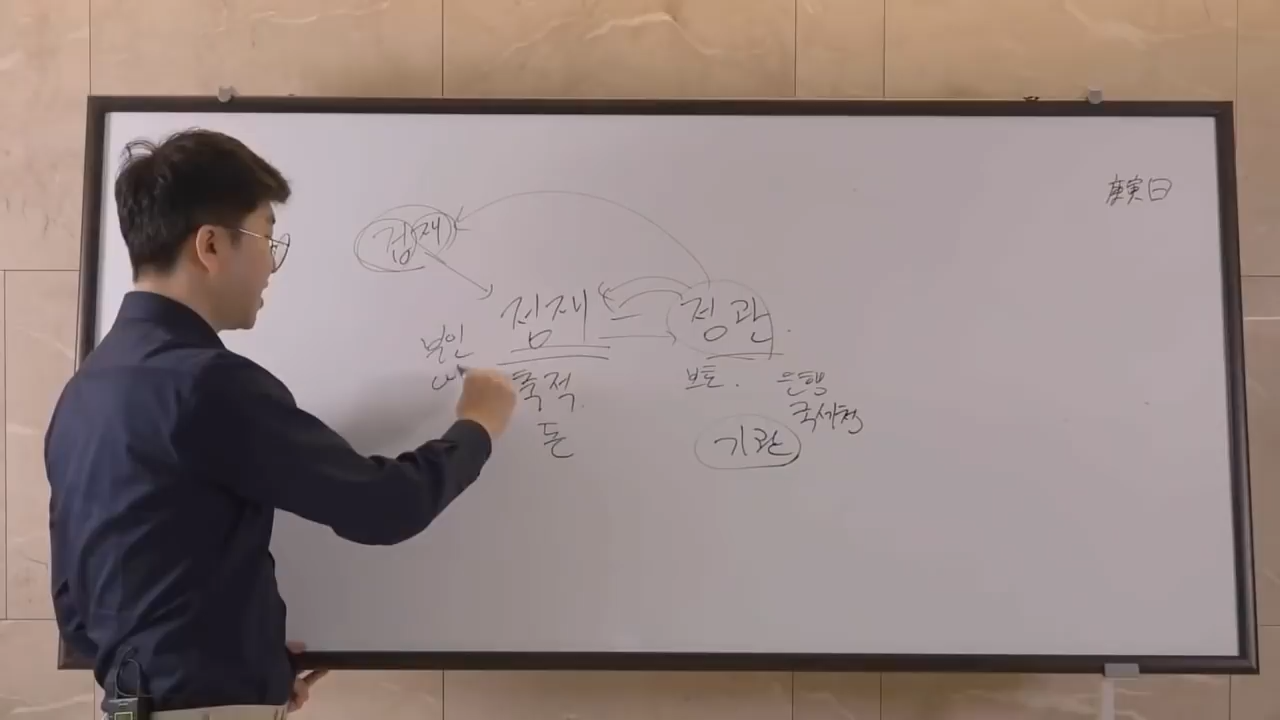 庚寅日
겁재
정재 정관
부인
축적. 보호. 은행
국세청
돈 기관